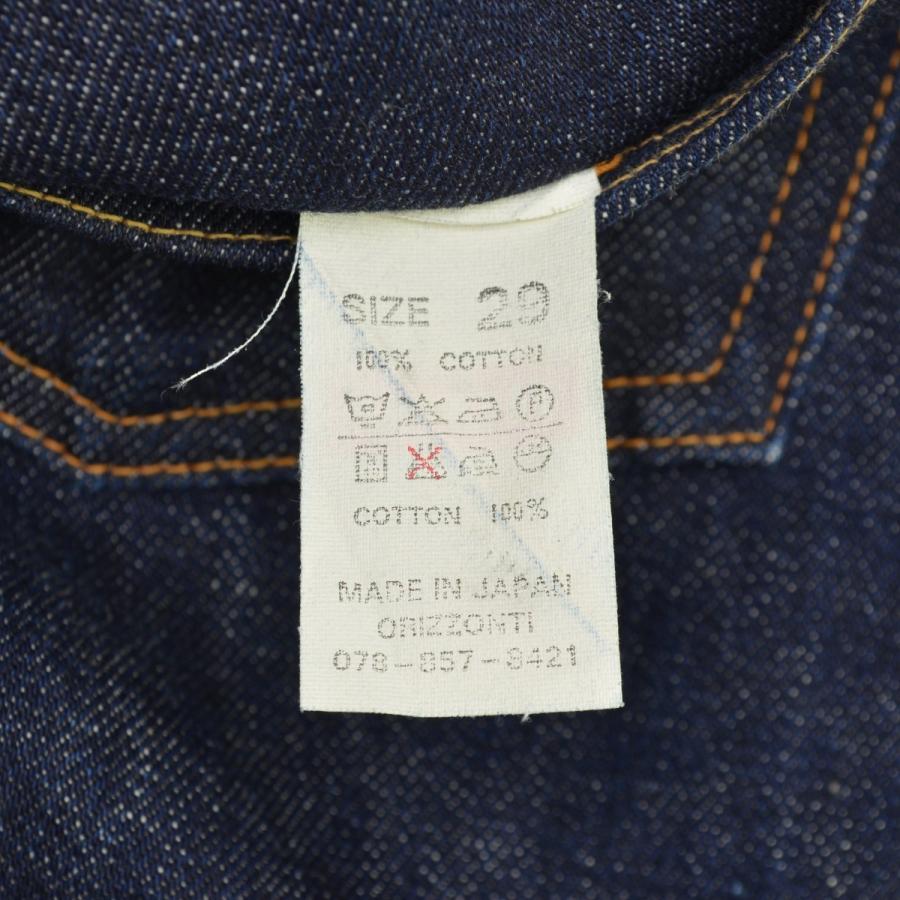 SIZE 29
100% COTTON
COTTON 100%
MADE IN JAPAN
ORIZZONTI
078-857-8421